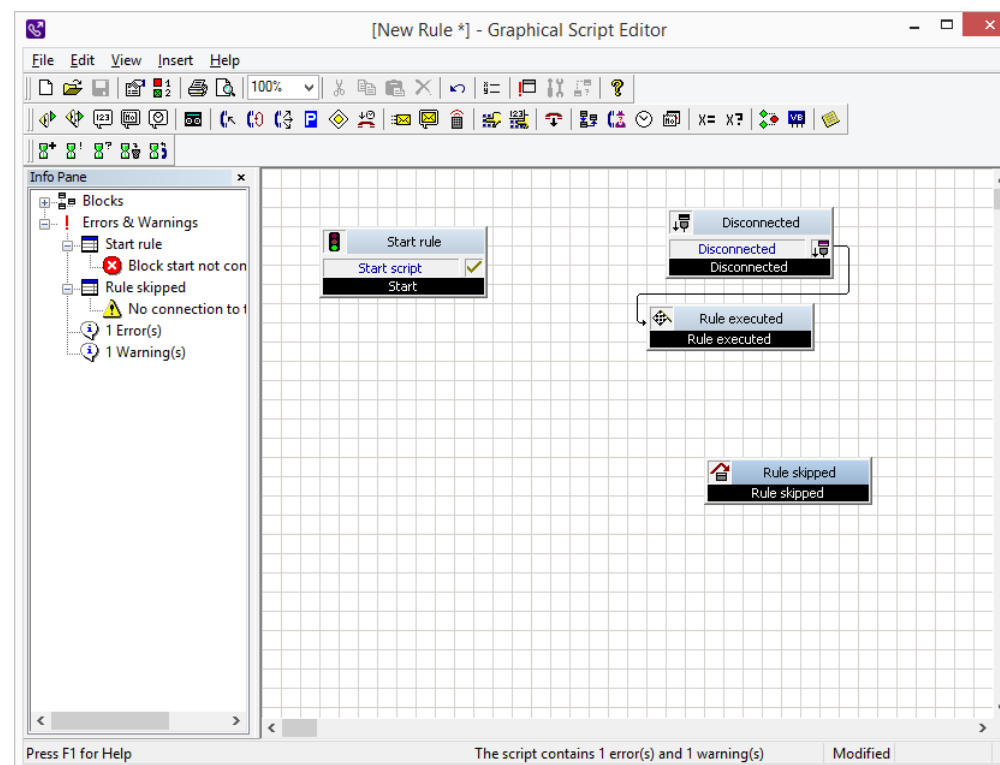 [New Rule *] - Graphical Script Editor
File Edit View Insert Help
100%
Info Pane
Blocks
Errors & Warnings
Start rule
Block start not con
Rule skipped
No connection to t
1 Error(s)
1 Warning(s)
Start rule
Start script
Start
Disconnected
Disconnected
Disconnected
Rule executed
Rule executed
Rule skipped
Rule skipped
Press F1 for Help
The script contains 1 error(s) and 1 warning(s)
Modified